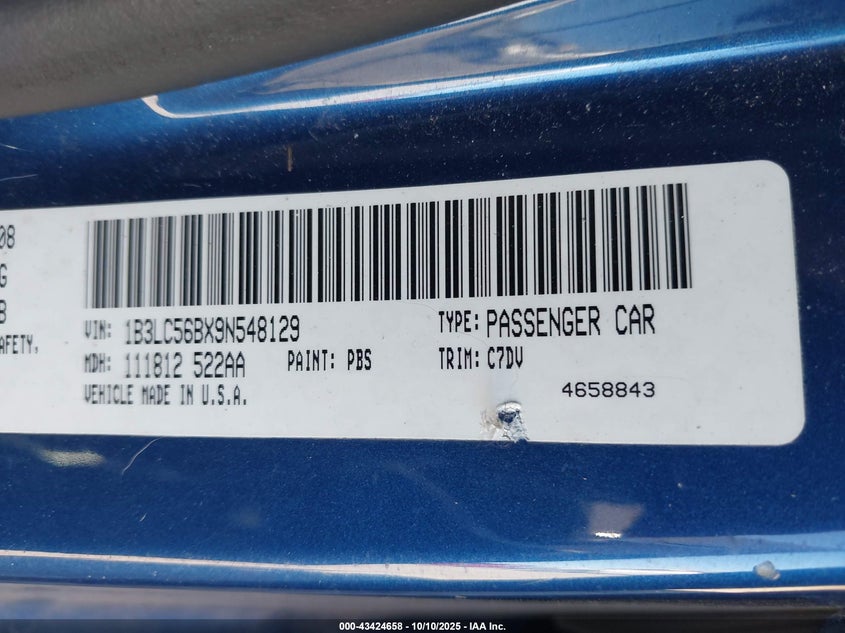 08
G
B
AFETY,
VIN: 1B3LC56BX9N548129 TYPE: PASSENGER CAR
MDH: 111812 522AA PAINT: PBS TRIM: C7DV
VEHICLE MADE IN U.S.A. 4658843
000-43424658 - 10/10/2025 - IAA Inc.